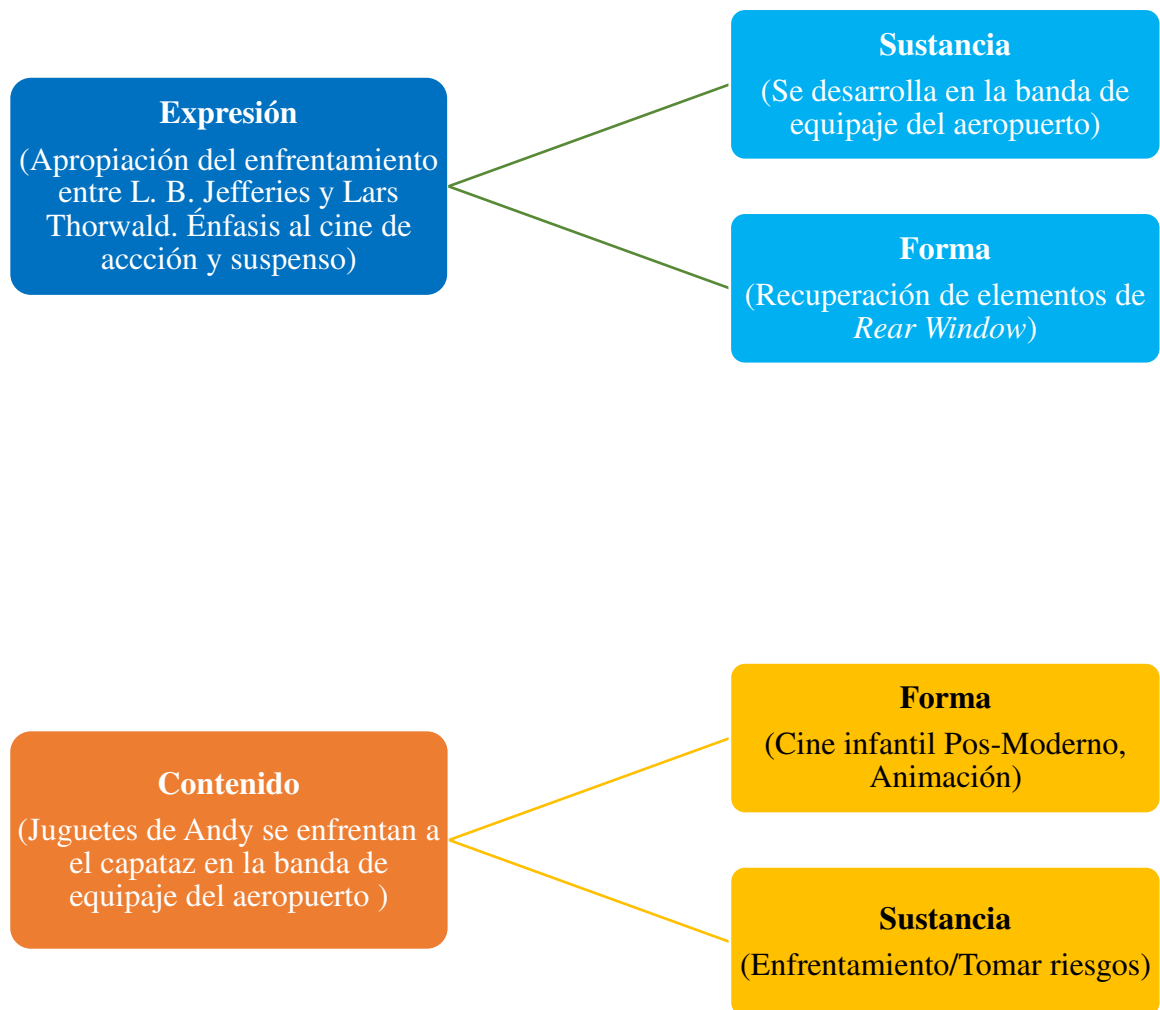 Expresión
(Apropiación del enfrentamiento
entre L. B. Jefferies y Lars
Thorwald. Énfasis al cine de
accción y suspenso)
Sustancia
(Se desarrolla en la banda de
equipaje del aeropuerto)
Forma
(Recuperación de elementos de
Rear Window)
Contenido
(Juguetes de Andy se enfrentan a
el capataz en la banda de
equipaje del aeropuerto )
Forma
(Cine infantil Pos-Moderno,
Animación)
Sustancia
(Enfrentamiento/Tomar riesgos)